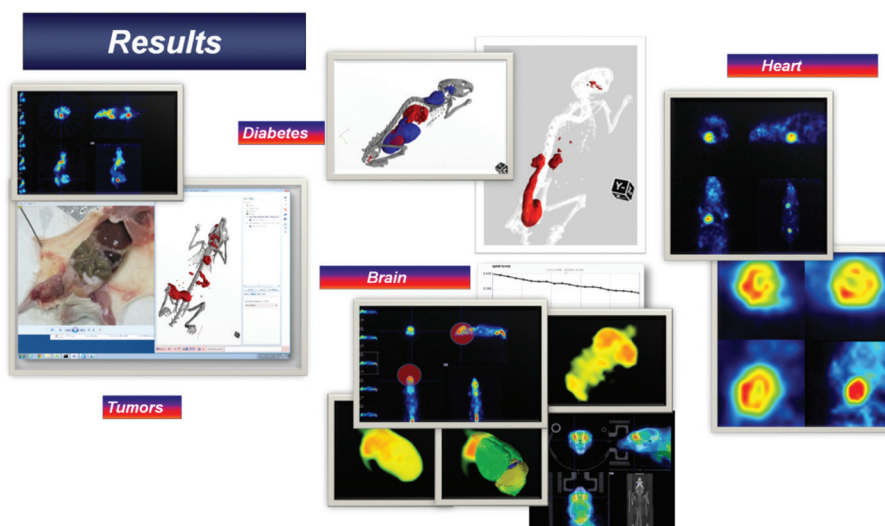 Results
Heart
Diabetes
Brain
Tumors
Y-